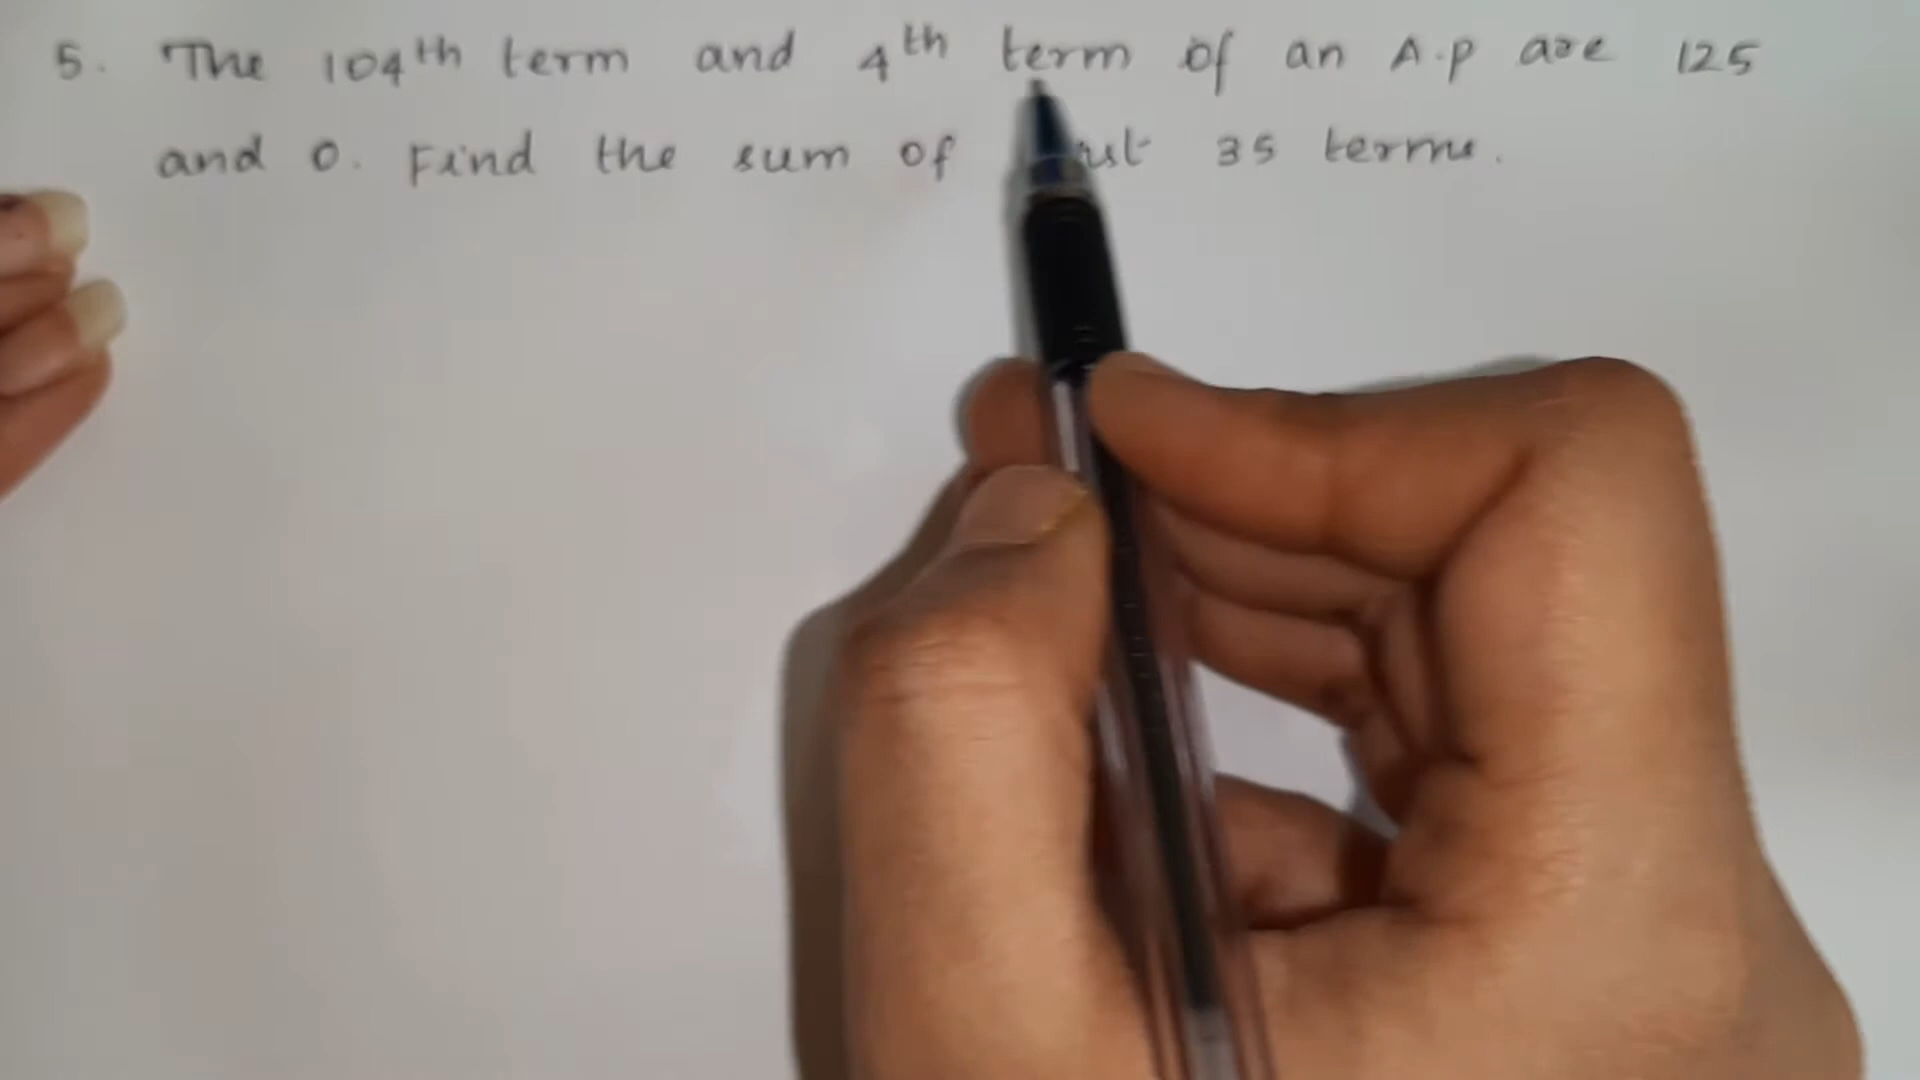 5. The 104th term and 4th term of an A.P are 125
and 0. Find the sum of 35 terms.